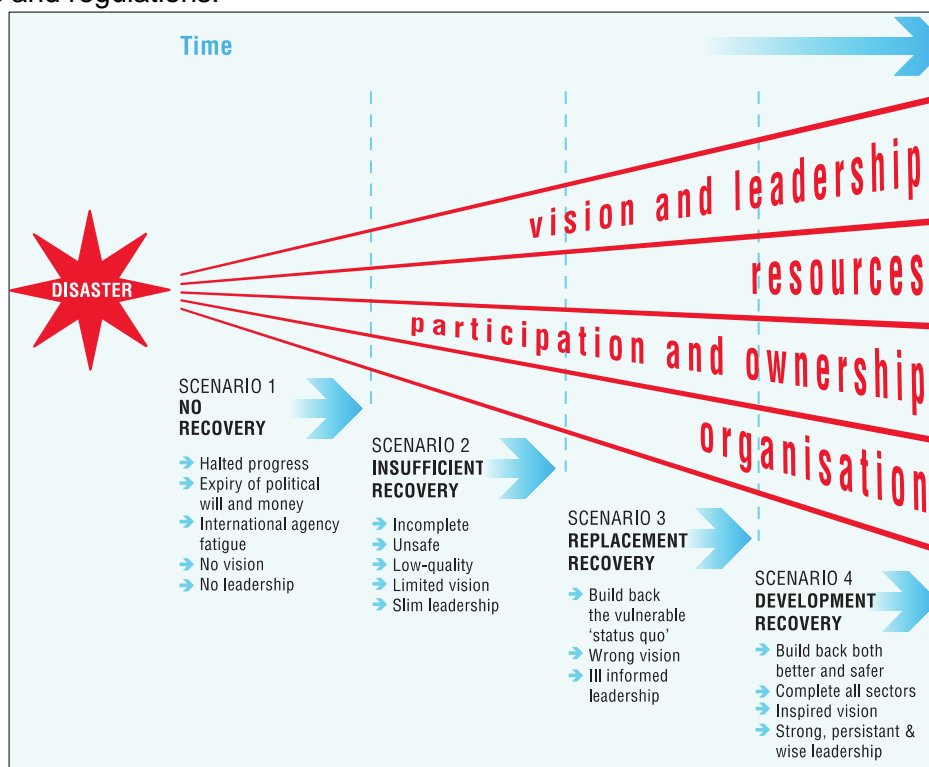 and regulations.
Time
vision and leadership
resources
DISASTER
participation and ownership
organisation
SCENARIO 1
NO
RECOVERY
Halted progress
Expiry of political
will and money
International agency
fatigue
No vision
No leadership
SCENARIO 2
INSUFFICIENT
RECOVERY
Incomplete
Unsafe
Low-quality
Limited vision
Slim leadership
SCENARIO 3
REPLACEMENT
RECOVERY
Build back
the vulnerable
‘status quo’
Wrong vision
Ill informed
leadership
SCENARIO 4
DEVELOPMENT
RECOVERY
Build back both
better and safer
Complete all sectors
Inspired vision
Strong, persistant &
wise leadership